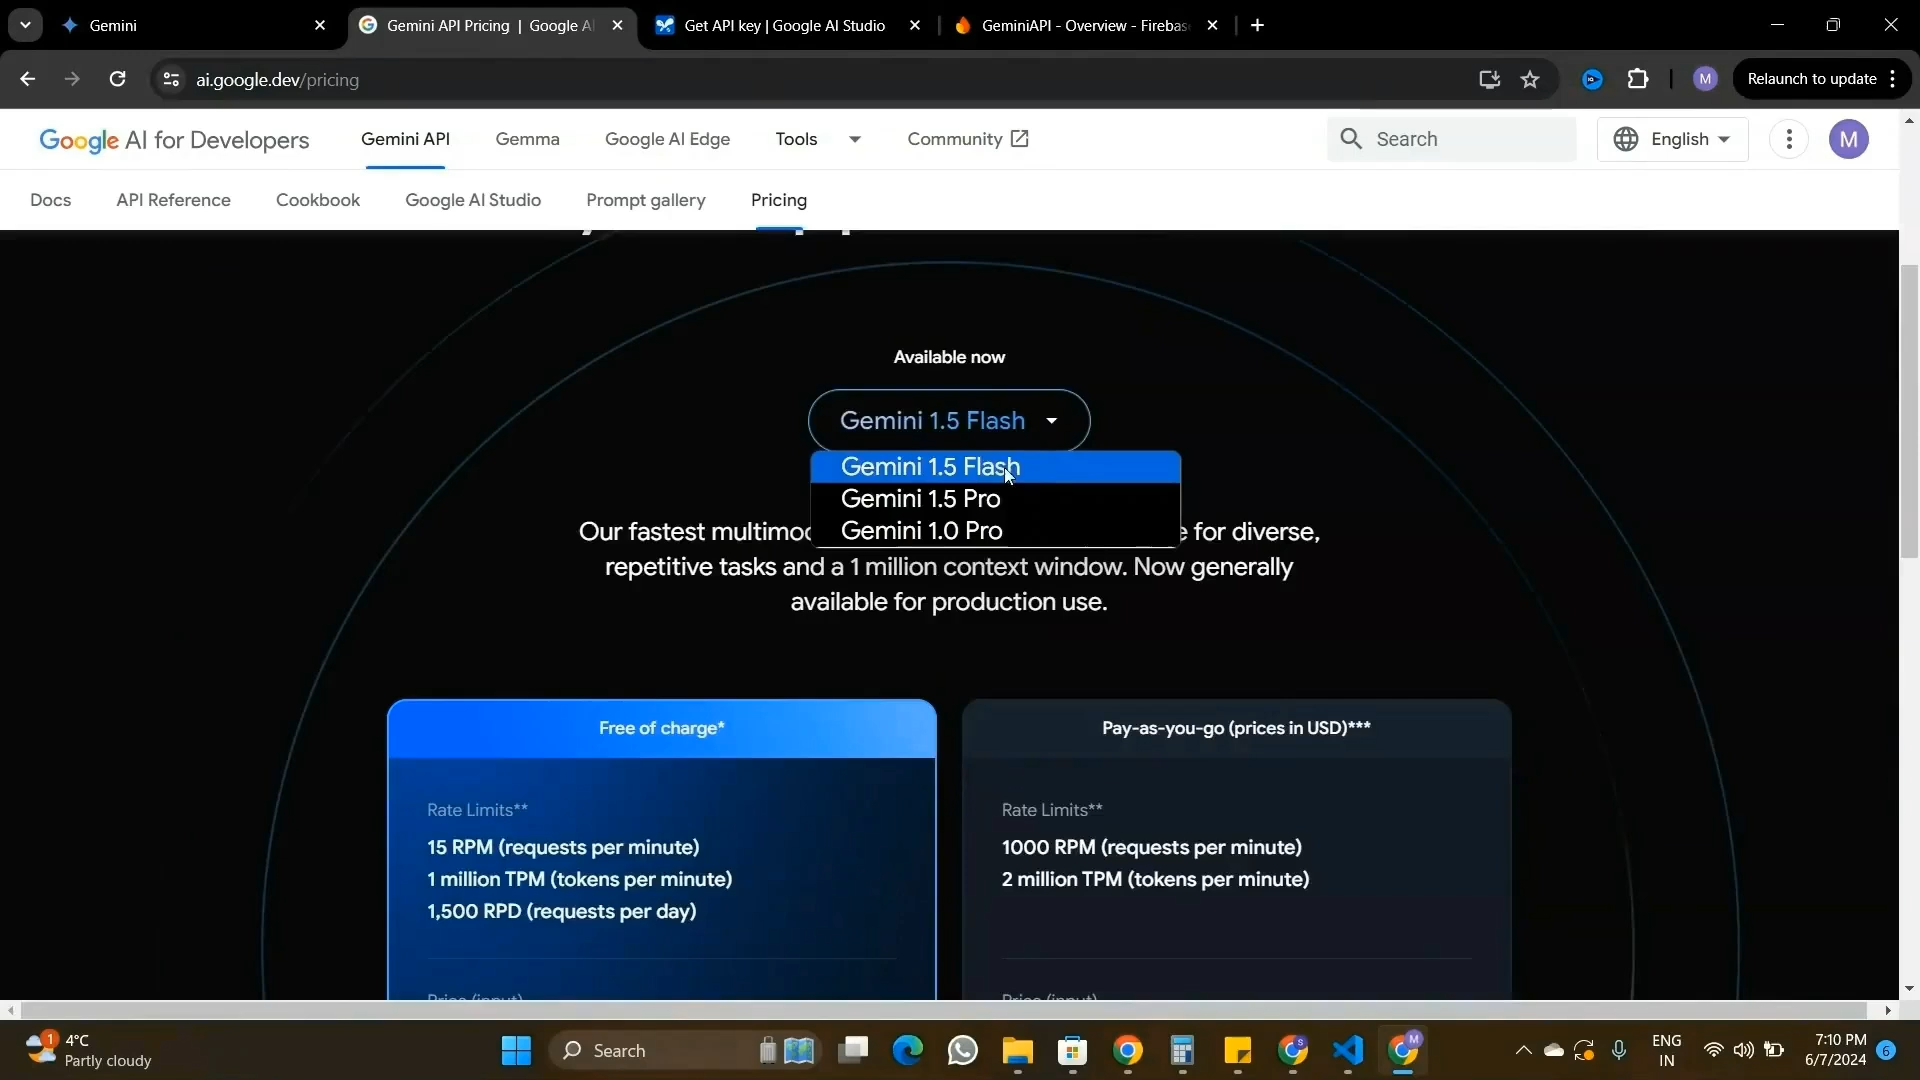 Gemini
Gemini API Pricing | Google AI
Get API key | Google AI Studio
GeminiAPI - Overview - Firebas
ai.google.dev/pricing
M
Relaunch to update
Google AI for Developers
Gemini API
Gemma
Google AI Edge
Tools
Community
Search
English
M
Docs
API Reference
Cookbook
Google AI Studio
Prompt gallery
Pricing
Available now
Gemini 1.5 Flash
Gemini 1.5 Flash
Gemini 1.5 Pro
Gemini 1.0 Pro
Our fastest multimo e for diverse,
repetitive tasks and a 1 million context window. Now generally
available for production use.
Free of charge*
Rate Limits**
15 RPM (requests per minute)
1 million TPM (tokens per minute)
1,500 RPD (requests per day)
Price (input)
Pay-as-you-go (prices in USD)***
Rate Limits**
1000 RPM (requests per minute)
2 million TPM (tokens per minute)
Price (input)
1
4°C
Partly cloudy
Search
S
M
ENG
IN
7:10 PM
6/7/2024
6